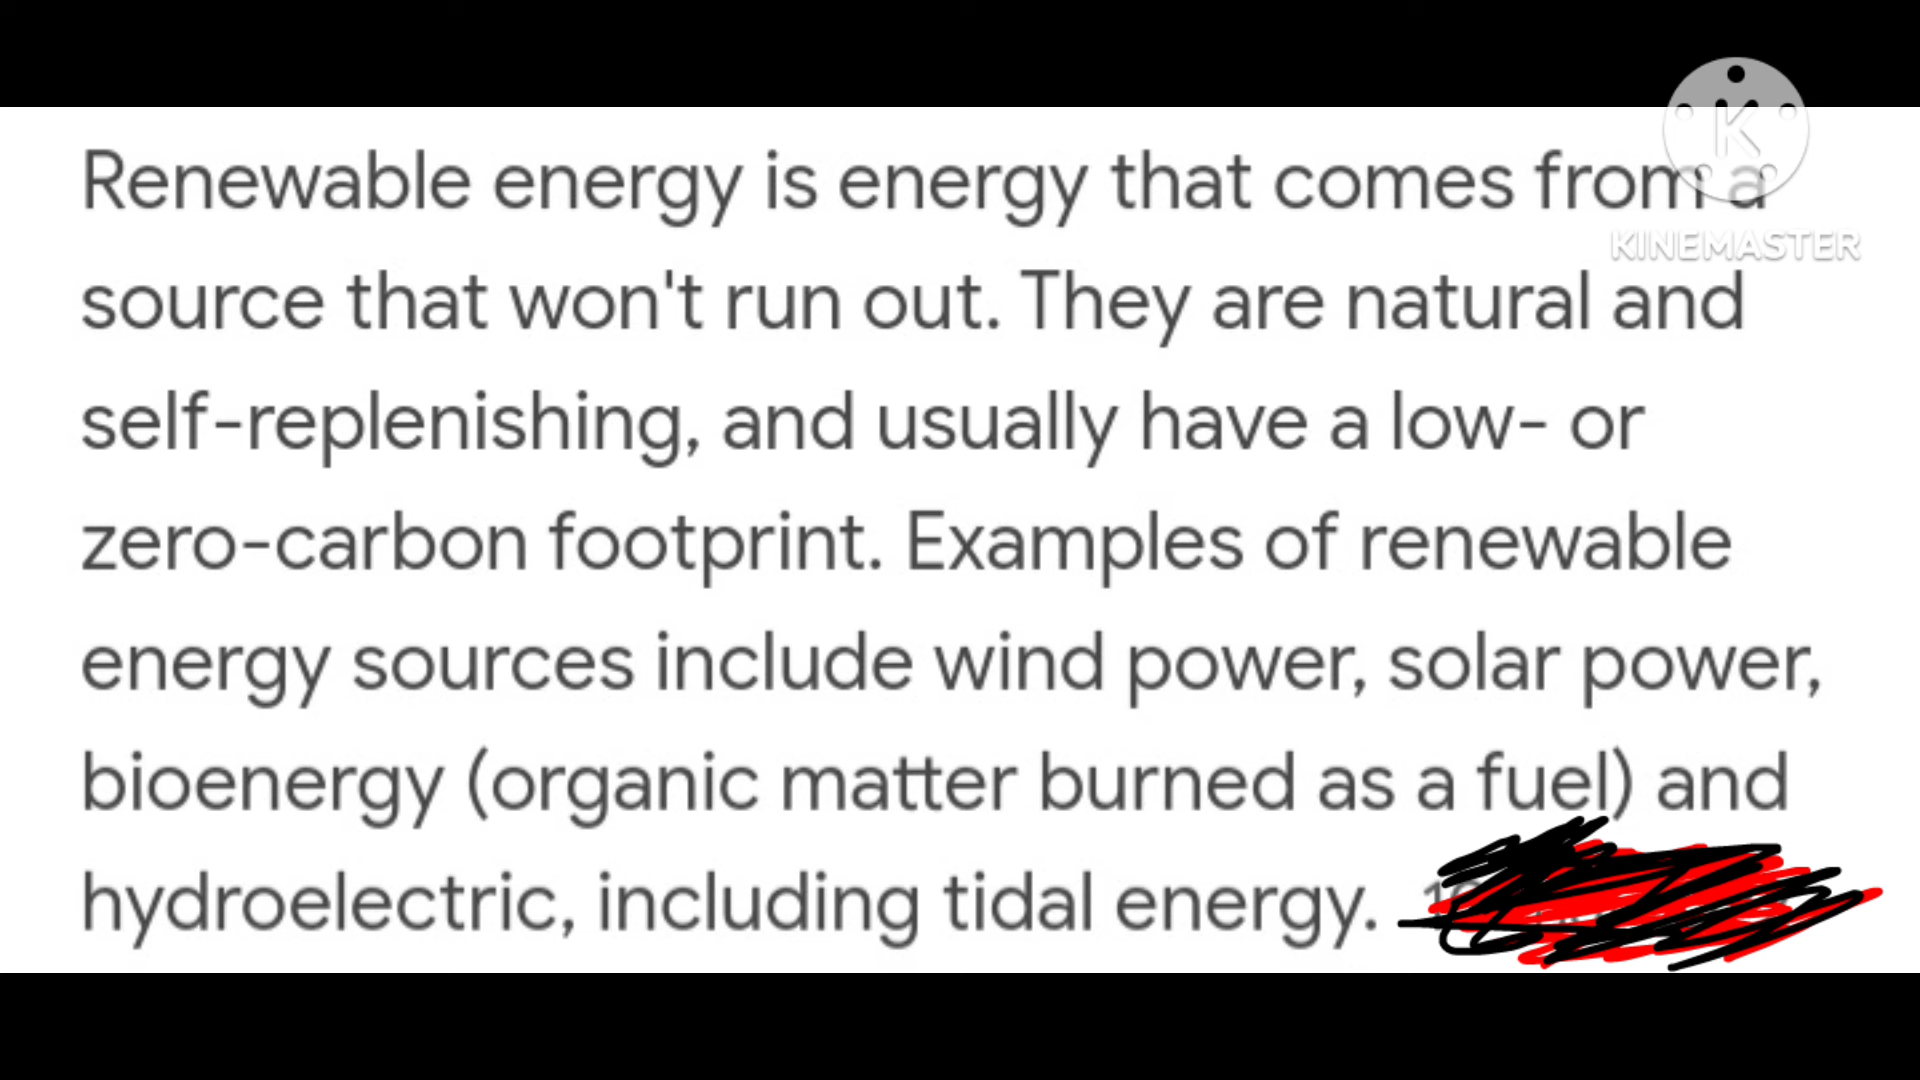 Renewable energy is energy that comes from a
KINEMASTER
source that won't run out. They are natural and
self-replenishing, and usually have a low- or
zero-carbon footprint. Examples of renewable
energy sources include wind power, solar power,
bioenergy (organic matter burned as a fuel) and
hydroelectric, including tidal energy.